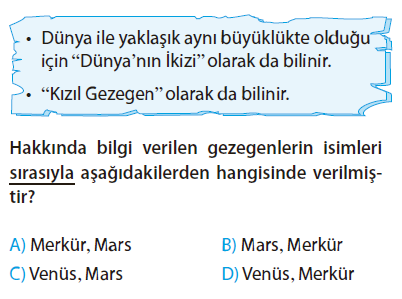 • Dünya ile yaklaşık aynı büyüklükte olduğu
için “Dünya’nın İkizi” olarak da bilinir.
• “Kızıl Gezegen” olarak da bilinir.
Hakkında bilgi verilen gezegenlerin isimleri
sırasıyla aşağıdakilerden hangisinde verilmiş-
tir?
A) Merkür, Mars B) Mars, Merkür
C) Venüs, Mars D) Venüs, Merkür